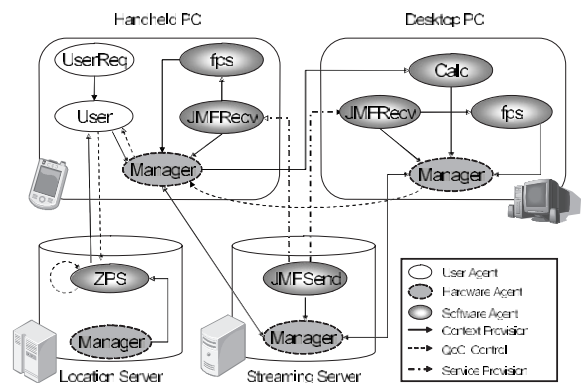 Handheld PC
Desktop PC
UserReq
fps
Calc
User
JMFRecv
JMFRecv
fps
Manager
Manager
ZPS
JMFSend
Manager
Manager
Location Server
Streaming Server
User Agent
Hardware Agent
Software Agent
Context Provision
QoC Control
Service Provision